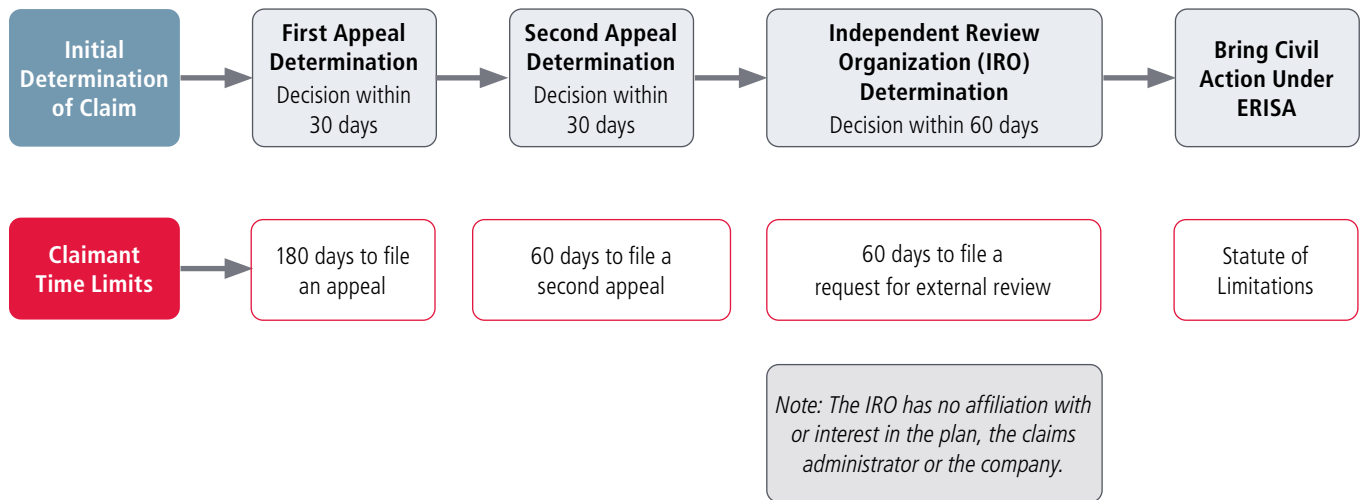 Initial
Determination
of Claim
First Appeal
Determination
Decision within
30 days
Second Appeal
Determination
Decision within
30 days
Independent Review
Organization (IRO)
Determination
Decision within 60 days
Bring Civil
Action Under
ERISA
Claimant
Time Limits
180 days to file
an appeal
60 days to file a
second appeal
60 days to file a
request for external review
Statute of
Limitations
Note: The IRO has no affiliation with
or interest in the plan, the claims
administrator or the company.